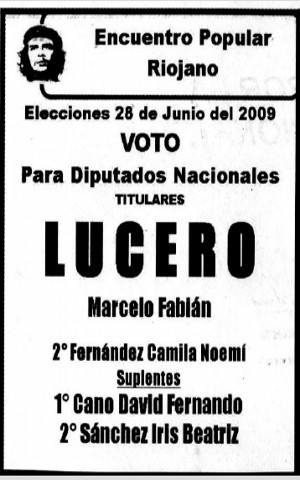 Encuentro Popular
Riojano
Elecciones 28 de Junio del 2009
VOTO
Para Diputados Nacionales
TITULARES
LUCERO
Marcelo Fabián
2° Fernández Camila Noemí
Suplentes
1° Cano David Fernando
2° Sánchez Iris Beatriz